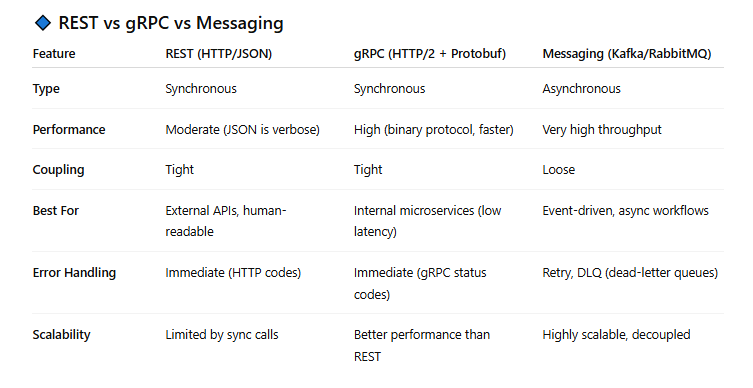 🔷 REST vs gRPC vs Messaging
Feature REST (HTTP/JSON) gRPC (HTTP/2 + Protobuf) Messaging (Kafka/RabbitMQ)
Type Synchronous Synchronous Asynchronous
Performance Moderate (JSON is verbose) High (binary protocol, faster) Very high throughput
Coupling Tight Tight Loose
Best For External APIs, human- Internal microservices (low Event-driven, async workflows
readable latency)
Error Handling Immediate (HTTP codes) Immediate (gRPC status Retry, DLQ (dead-letter queues)
codes)
Scalability Limited by sync calls Better performance than Highly scalable, decoupled
REST